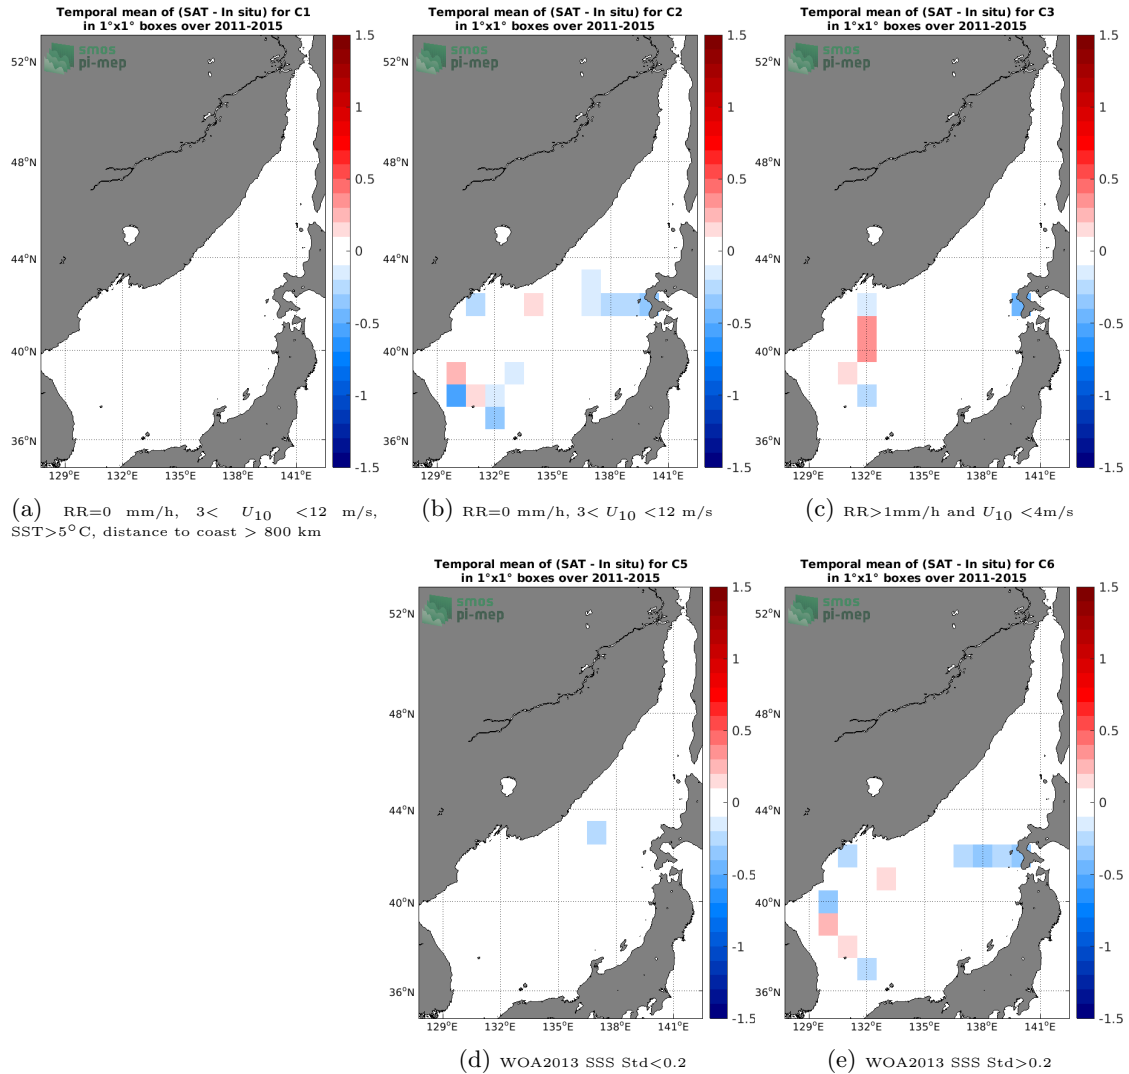 Temporal mean of (SAT - In situ) for C1
in 1°x1° boxes over 2011-2015
smos
pi-mep
52°N
48°N
44°N
40°N
36°N
129°E
132°E
135°E
138°E
141°E
1.5
1
0.5
0
-0.5
-1
-1.5
(a) RR=0 mm/h, 3< U10 <12 m/s,
SST>5°C, distance to coast > 800 km
Temporal mean of (SAT - In situ) for C2
in 1°x1° boxes over 2011-2015
smos
pi-mep
52°N
48°N
44°N
40°N
36°N
129°E
132°E
135°E
138°E
141°E
1.5
1
0.5
0
-0.5
-1
-1.5
(b) RR=0 mm/h, 3< U10 <12 m/s
Temporal mean of (SAT - In situ) for C3
in 1°x1° boxes over 2011-2015
smos
pi-mep
52°N
48°N
44°N
40°N
36°N
129°E
132°E
135°E
138°E
141°E
1.5
1
0.5
0
-0.5
-1
-1.5
(c) RR>1mm/h and U10 <4m/s
Temporal mean of (SAT - In situ) for C5
in 1°x1° boxes over 2011-2015
smos
pi-mep
52°N
48°N
44°N
40°N
36°N
129°E
132°E
135°E
138°E
141°E
1.5
1
0.5
0
-0.5
-1
-1.5
(d) WOA2013 SSS Std<0.2
Temporal mean of (SAT - In situ) for C6
in 1°x1° boxes over 2011-2015
smos
pi-mep
52°N
48°N
44°N
40°N
36°N
129°E
132°E
135°E
138°E
141°E
1.5
1
0.5
0
-0.5
-1
-1.5
(e) WOA2013 SSS Std>0.2